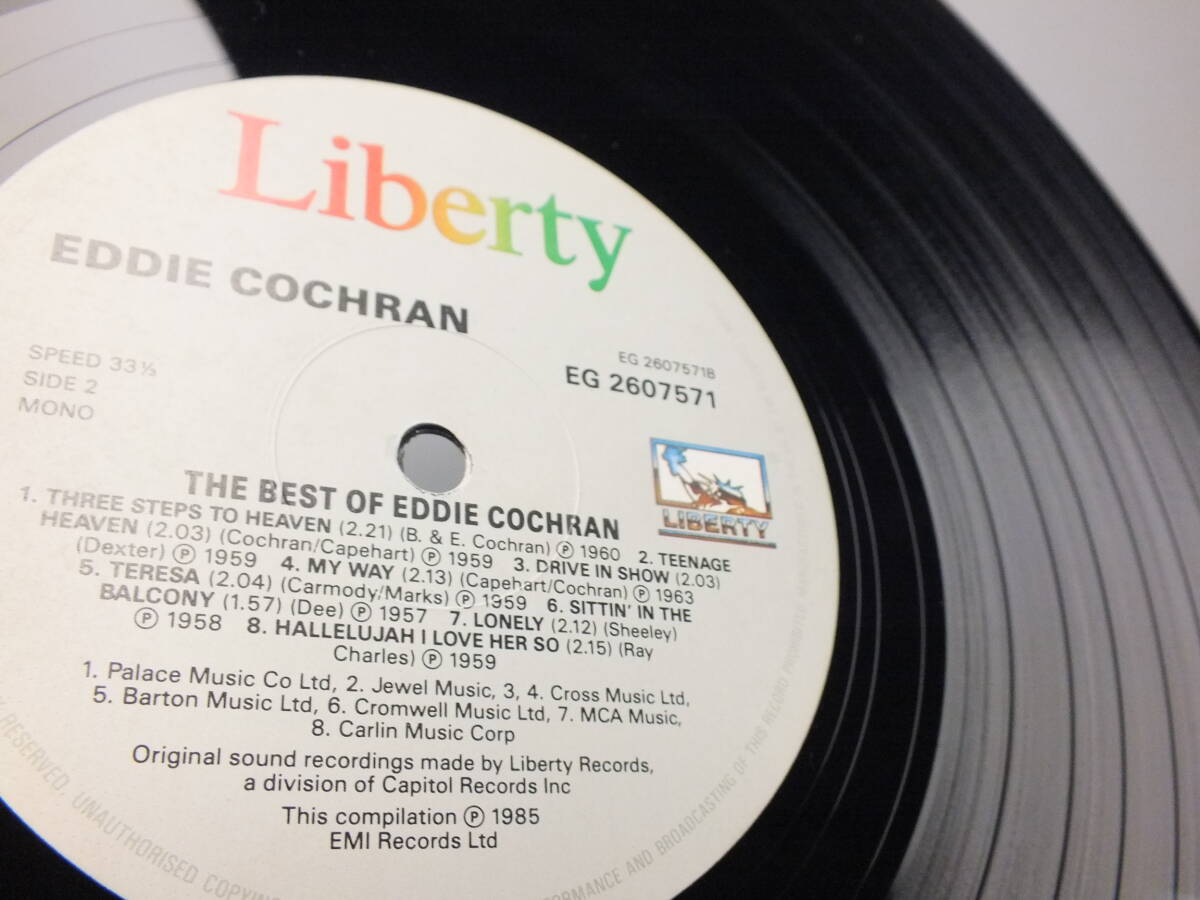 Liberty
EDDIE COCHRAN
SPEED 33⅓
SIDE 2
MONO
EG 2607571B
EG 2607571
LIBERTY
THE BEST OF EDDIE COCHRAN
1. THREE STEPS TO HEAVEN (2.21) (B. & E. Cochran) ℗ 1960 2. TEENAGE
HEAVEN (2.03) (Cochran/Capehart) ℗ 1959 3. DRIVE IN SHOW (2.03)
(Dexter) ℗ 1959 4. MY WAY (2.13) (Capehart/Cochran) ℗ 1963
5. TERESA (2.04) (Carmody/Marks) ℗ 1959 6. SITTIN' IN THE
BALCONY (1.57) (Dee) ℗ 1957 7. LONELY (2.12) (Sheeley)
℗ 1958 8. HALLELUJAH I LOVE HER SO (2.15) (Ray
Charles) ℗ 1959
1. Palace Music Co Ltd, 2. Jewel Music, 3, 4. Cross Music Ltd,
5. Barton Music Ltd, 6. Cromwell Music Ltd, 7. MCA Music,
8. Carlin Music Corp
Original sound recordings made by Liberty Records,
a division of Capitol Records Inc
This compilation ℗ 1985
EMI Records Ltd
RESERVED. UNAUTHORISED COPYING PERFORMANCE AND BROADCASTING OF THIS RECORD PROHIBITED